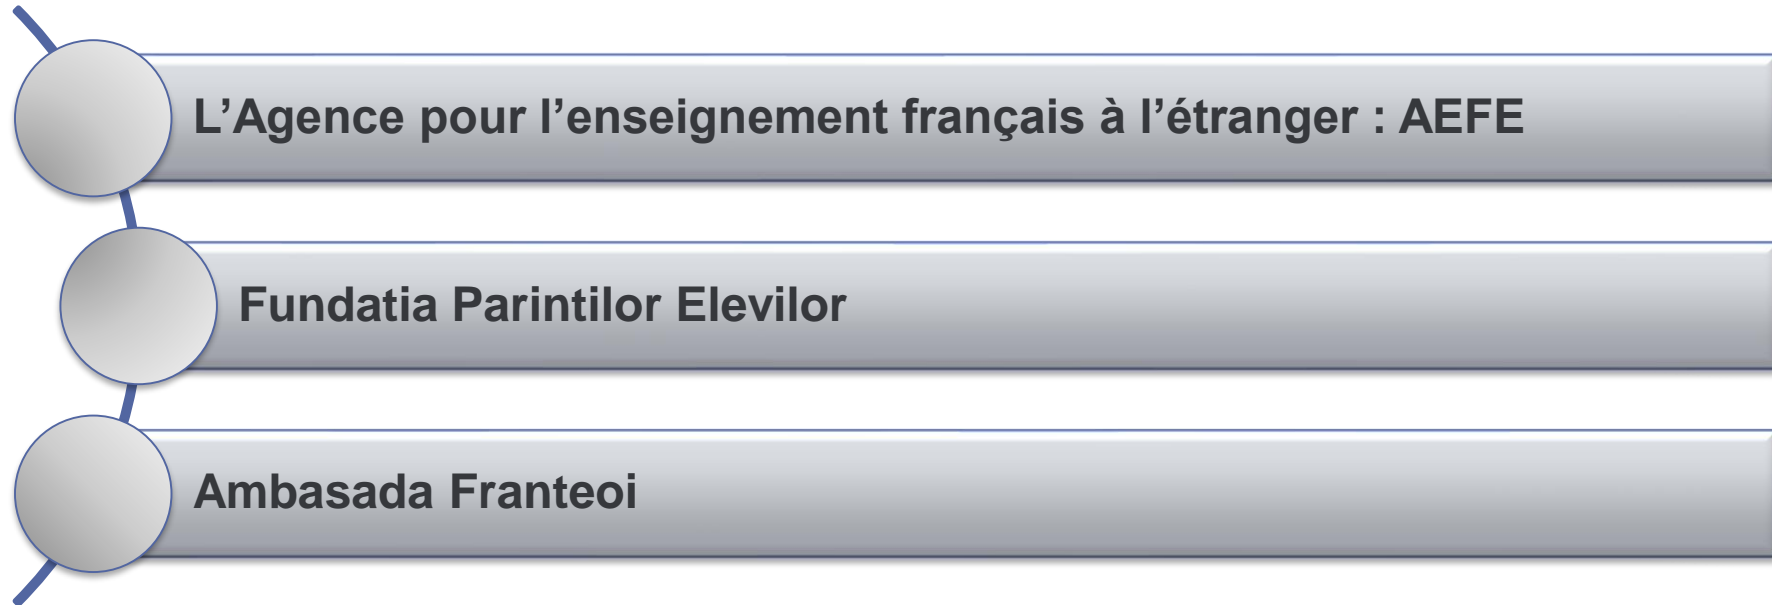 L’Agence pour l’enseignement français à l’étranger : AEFE
Fundatia Parintilor Elevilor
Ambasada Franteoi